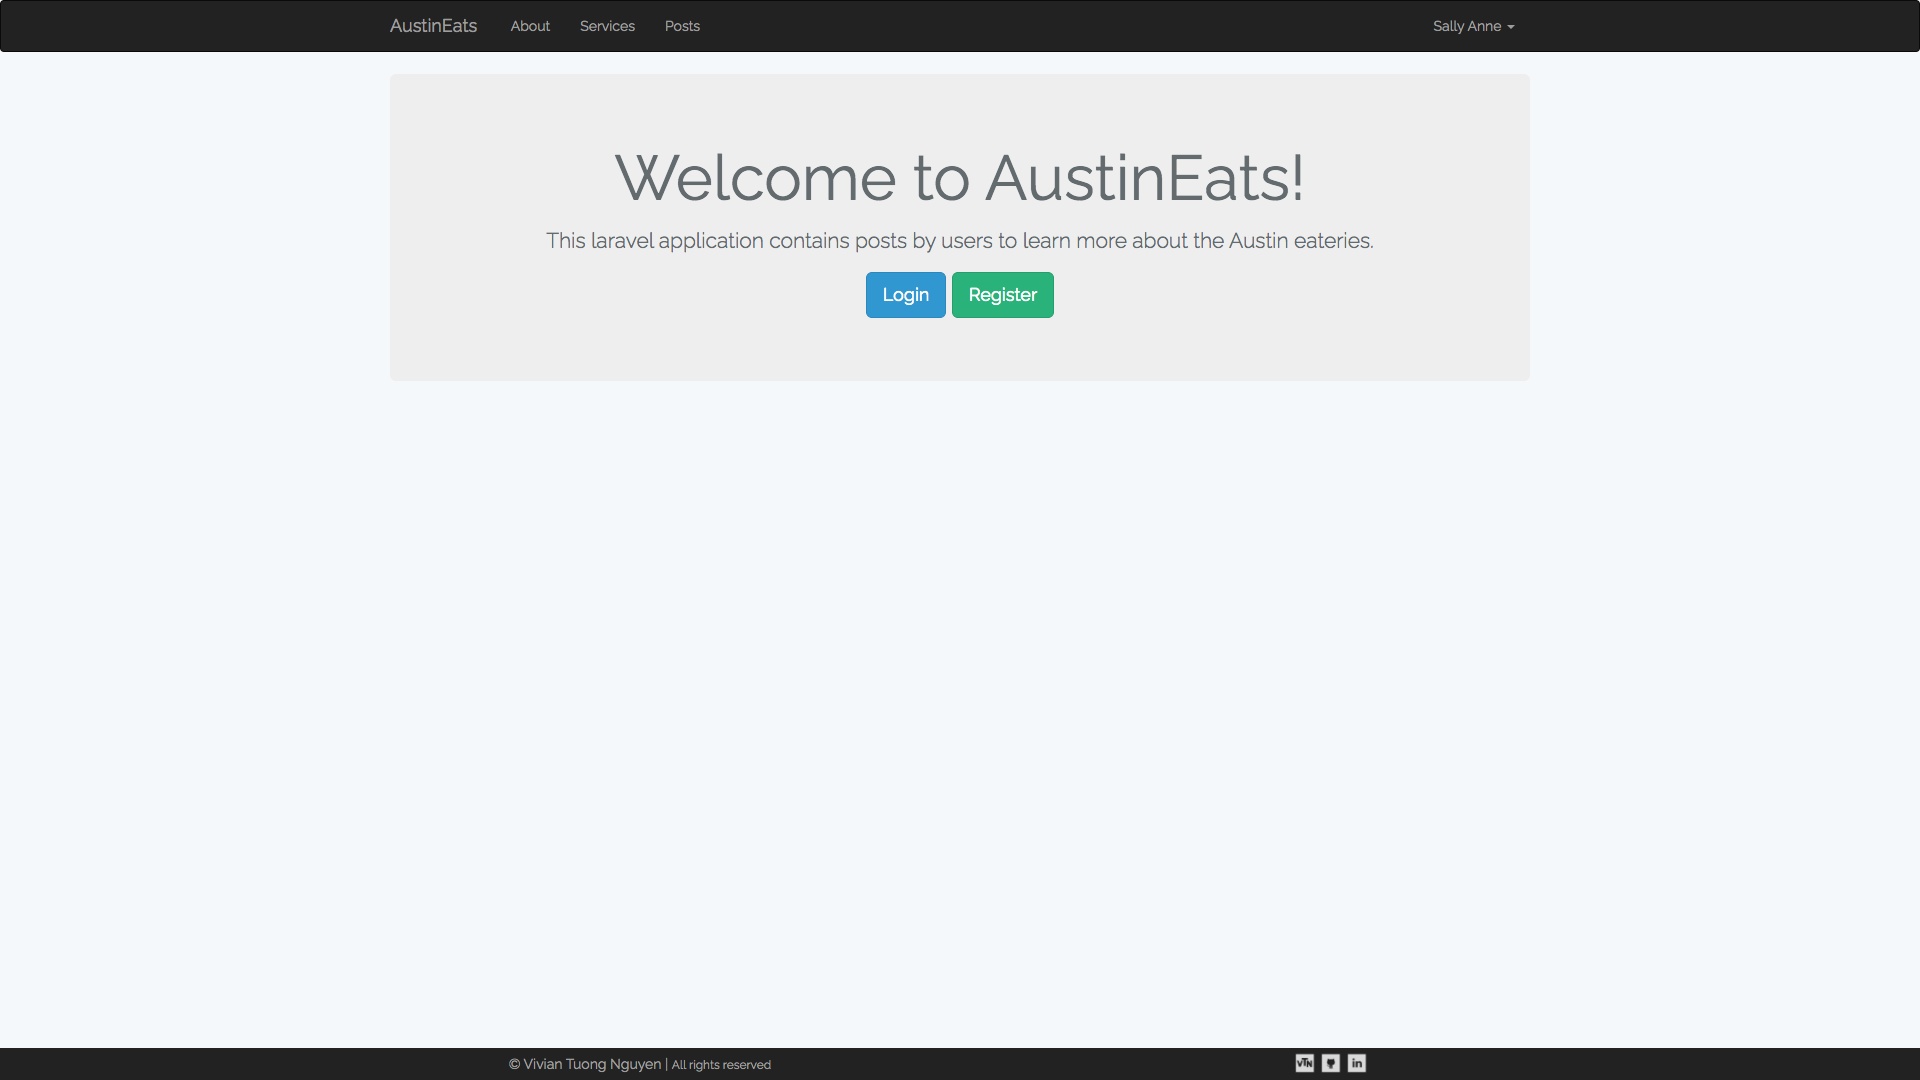 AustinEats About Services Posts Sally Anne
Welcome to AustinEats!
This laravel application contains posts by users to learn more about the Austin eateries.
Login Register
© Vivian Tuong Nguyen | All rights reserved VTN in